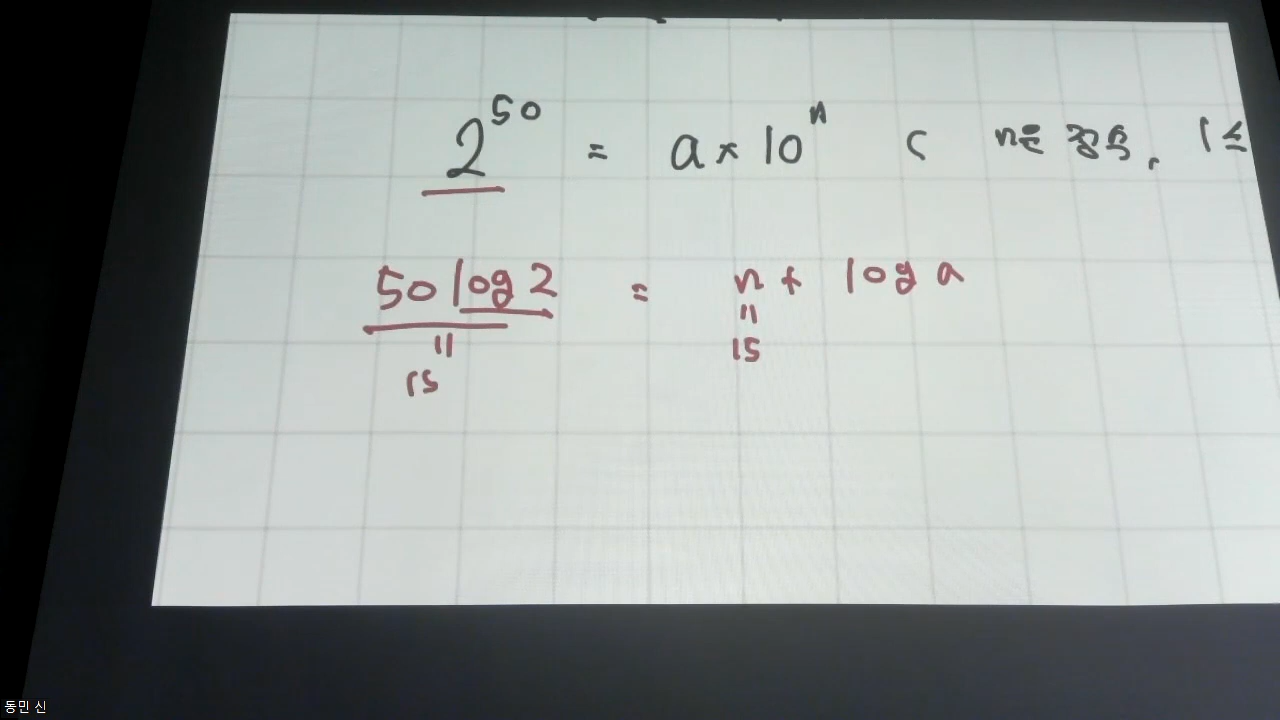 2^50 = a × 10^n ( n은 정수, 1 ≤
50 log 2 = n + log a
= =
15 15
동민 신